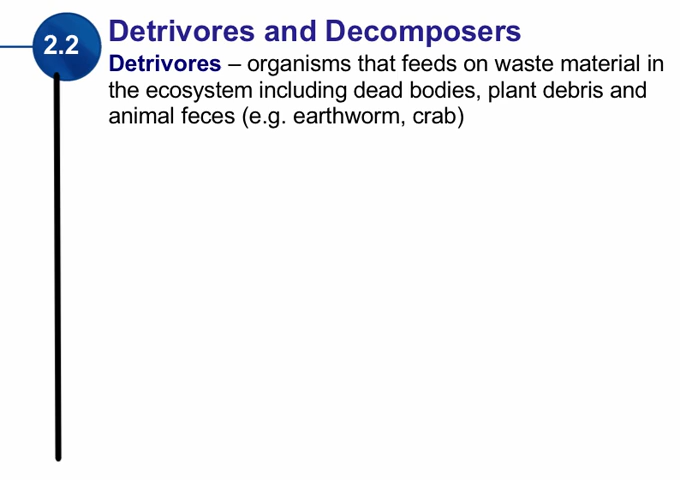 2.2
Detrivores and Decomposers
Detrivores – organisms that feeds on waste material in
the ecosystem including dead bodies, plant debris and
animal feces (e.g. earthworm, crab)